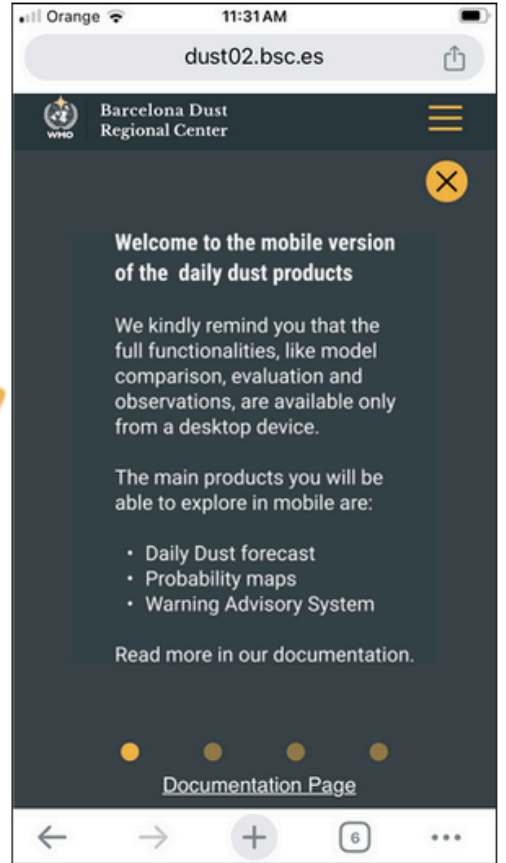 Orange 11:31 AM
dust02.bsc.es
WMO
Barcelona Dust
Regional Center
Welcome to the mobile version
of the daily dust products
We kindly remind you that the
full functionalities, like model
comparison, evaluation and
observations, are available only
from a desktop device.
The main products you will be
able to explore in mobile are:
• Daily Dust forecast
• Probability maps
• Warning Advisory System
Read more in our documentation.
Documentation Page
6